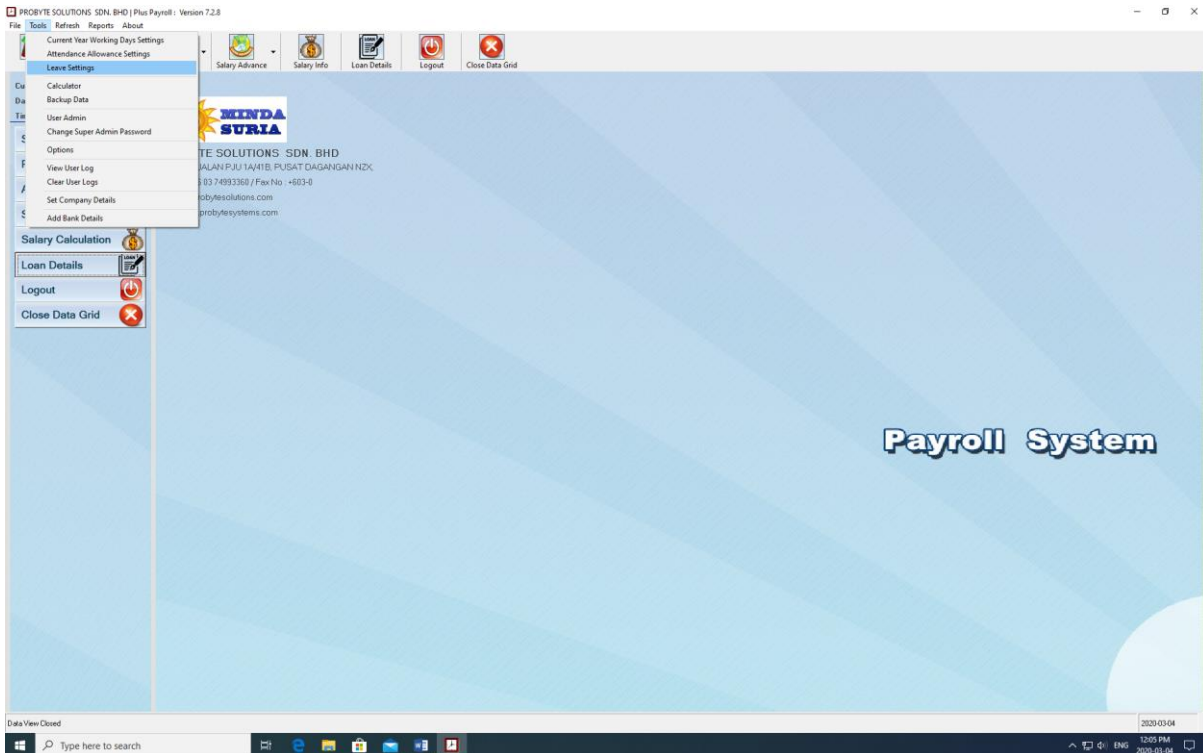 PROBYTE SOLUTIONS SDN. BHD | Plus Payroll : Version 7.2.8
File Tools Refresh Reports About
Current Year Working Days Settings
Attendance Allowance Settings
Leave Settings
Calculator
Backup Data
User Admin
Change Super Admin Password
Options
View User Log
Clear User Logs
Set Company Details
Add Bank Details
Salary Advance Salary Info Loan Details Logout Close Data Grid
MINDA
SURIA
TE SOLUTIONS SDN. BHD
JALAN PJU 1A/41B, PUSAT DAGANGAN NZX,
03 74993360 / Fax No : +603-0
robytesolutions.com
probytesystems.com
Salary Calculation
Loan Details
Logout
Close Data Grid
Payroll System
Data View Closed
2020-03-04
Type here to search
ENG
12:05 PM
2020-03-04